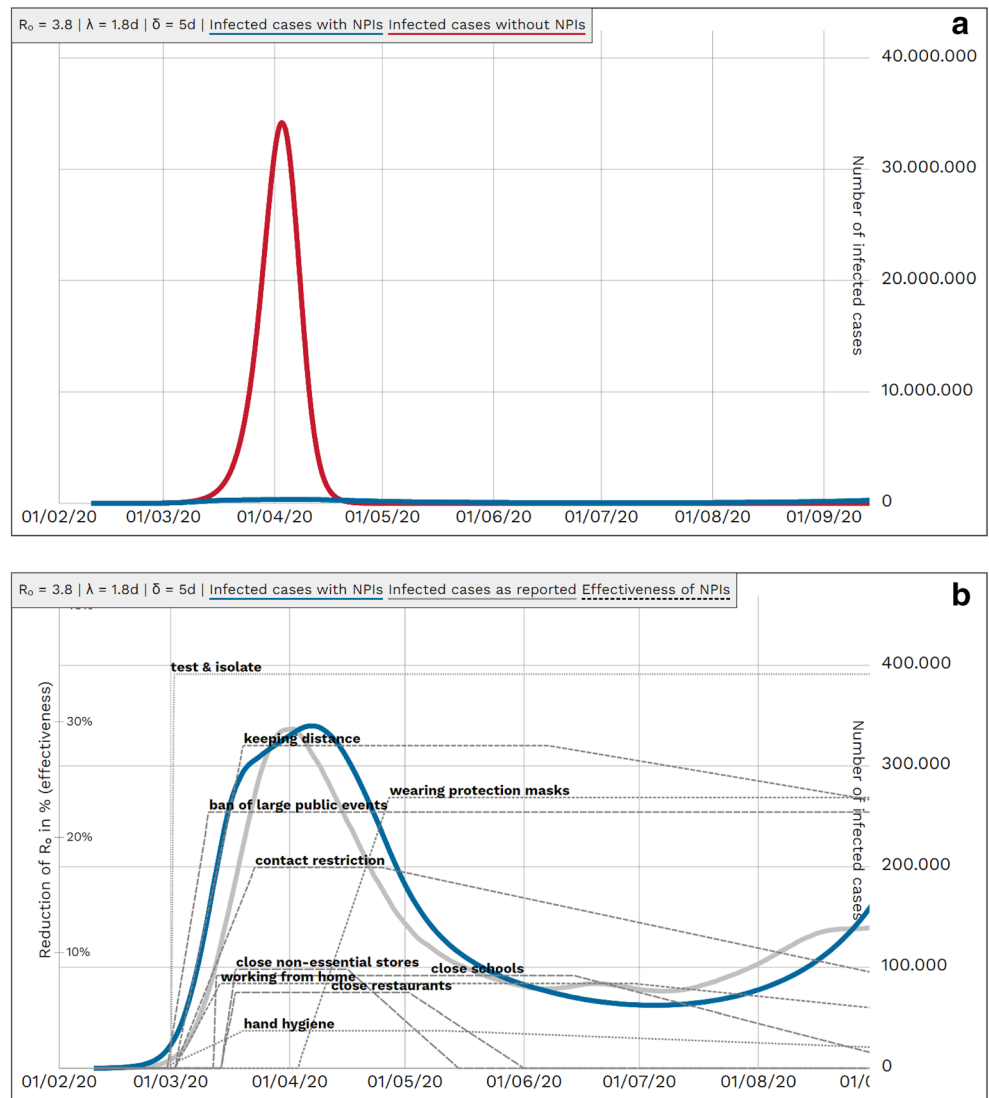 R₀ = 3.8 | λ = 1.8d | δ = 5d | Infected cases with NPIs Infected cases without NPIs
a
40.000.000
30.000.000
20.000.000
10.000.000
0
Number of infected cases
01/02/20 01/03/20 01/04/20 01/05/20 01/06/20 01/07/20 01/08/20 01/09/20
R₀ = 3.8 | λ = 1.8d | δ = 5d | Infected cases with NPIs Infected cases as reported Effectiveness of NPIs
b
Reduction of R₀ in % (effectiveness)
30%
20%
10%
test & isolate
keeping distance
wearing protection masks
ban of large public events
contact restriction
close non-essential stores
close schools
working from home
close restaurants
hand hygiene
400.000
300.000
200.000
100.000
0
Number of infected cases
01/02/20 01/03/20 01/04/20 01/05/20 01/06/20 01/07/20 01/08/20